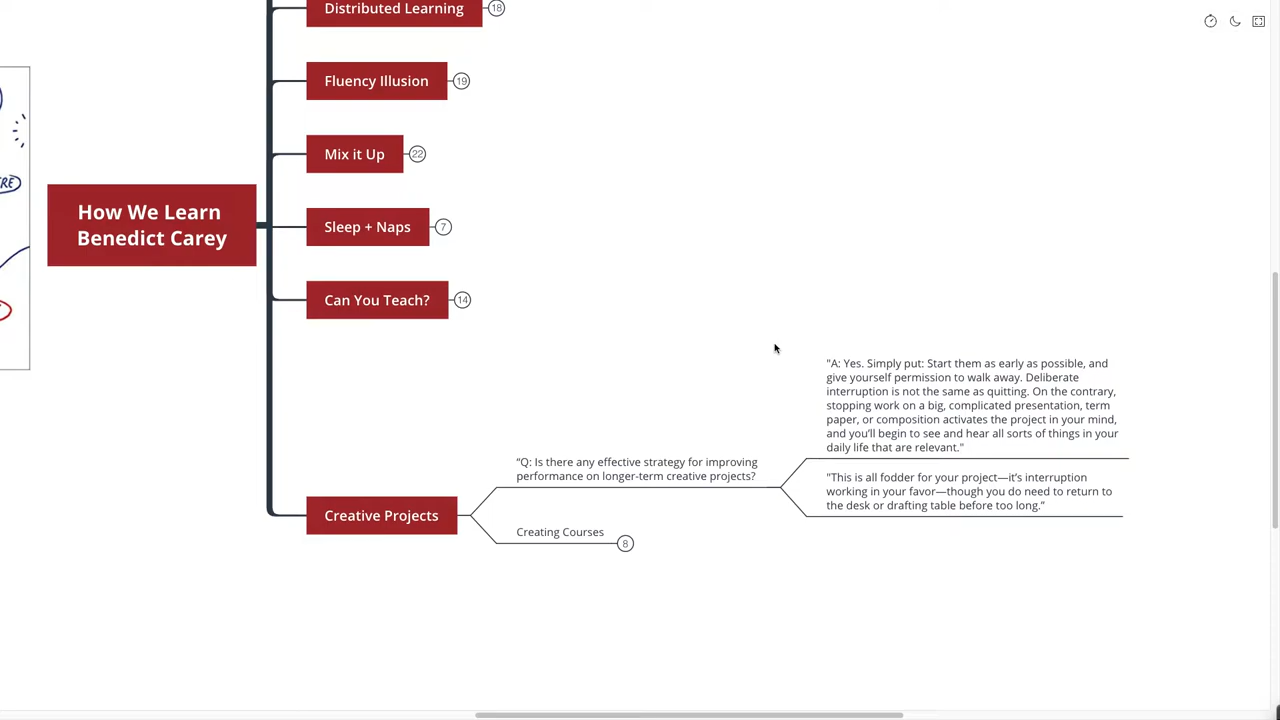 Distributed Learning
18
Fluency Illusion
19
Mix it Up
22
RE
How We Learn
Benedict Carey
Sleep + Naps
7
Can You Teach?
14
"A: Yes. Simply put: Start them as early as possible, and
give yourself permission to walk away. Deliberate
interruption is not the same as quitting. On the contrary,
stopping work on a big, complicated presentation, term
paper, or composition activates the project in your mind,
and you’ll begin to see and hear all sorts of things in your
daily life that are relevant."
“Q: Is there any effective strategy for improving
performance on longer-term creative projects?
"This is all fodder for your project—it’s interruption
working in your favor—though you do need to return to
the desk or drafting table before too long.”
Creative Projects
Creating Courses
8